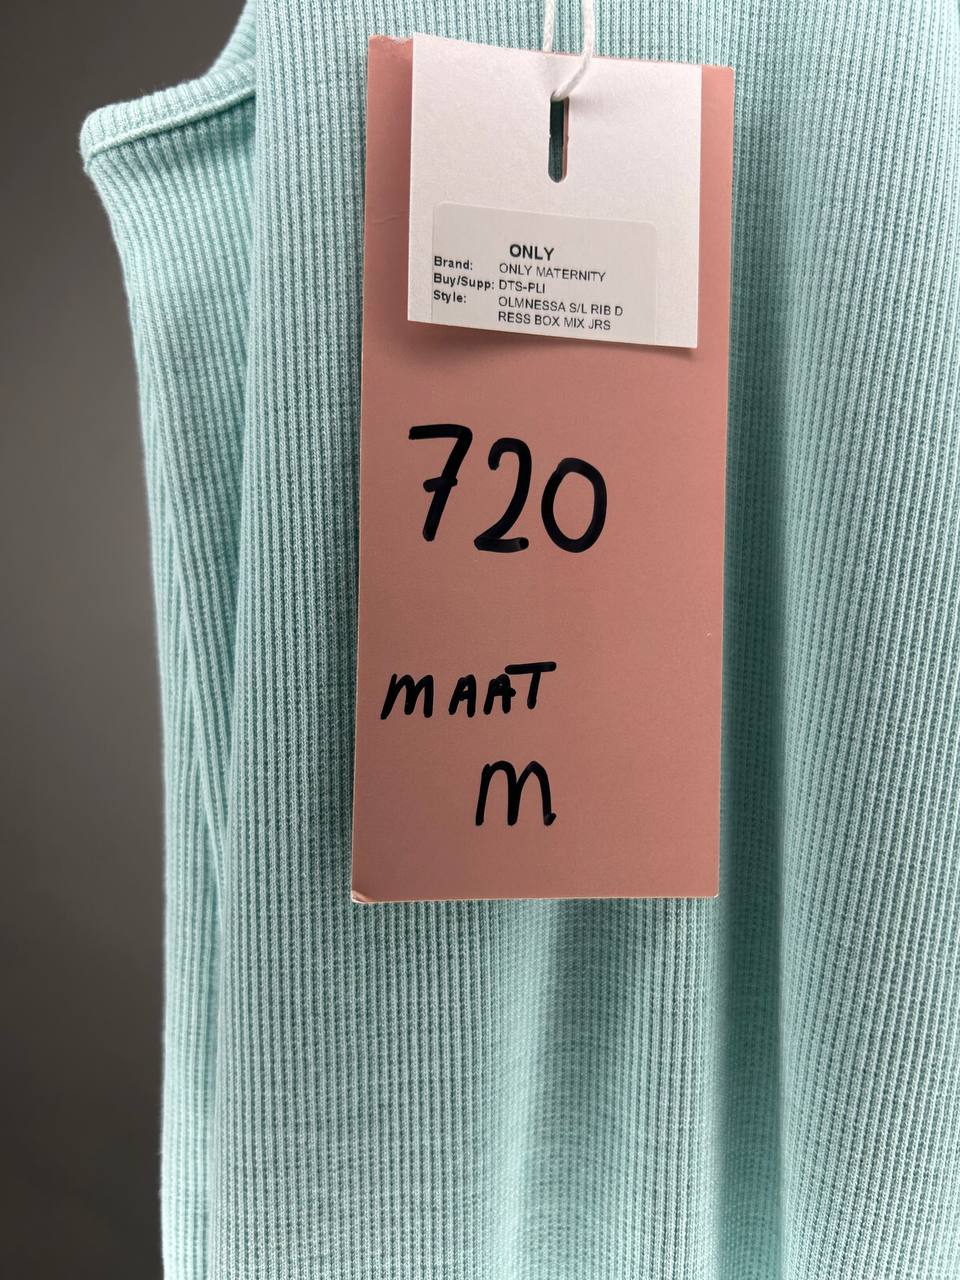 ONLY
Brand: ONLY MATERNITY
Buy/Supp: DTS-PLI
Style: OLMNESSA S/L RIB D
RESS BOX MIX JRS
720
MAAT
M